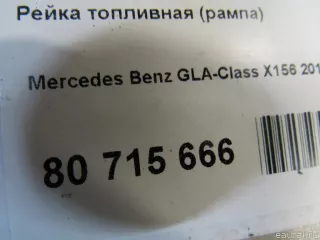 Рейка топливная (рампа)
Mercedes Benz GLA-Class X156 201
80 715 666